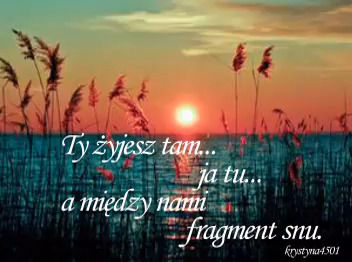 Ty żyjesz tam...
ja tu...
a między nami
fragment snu.
krystyna4501